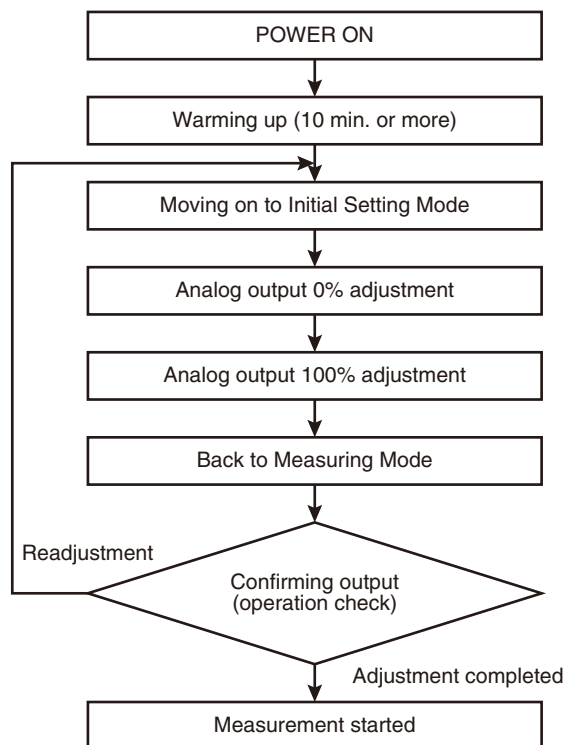 POWER ON
Warming up (10 min. or more)
Moving on to Initial Setting Mode
Analog output 0% adjustment
Analog output 100% adjustment
Back to Measuring Mode
Readjustment
Confirming output
(operation check)
Adjustment completed
Measurement started